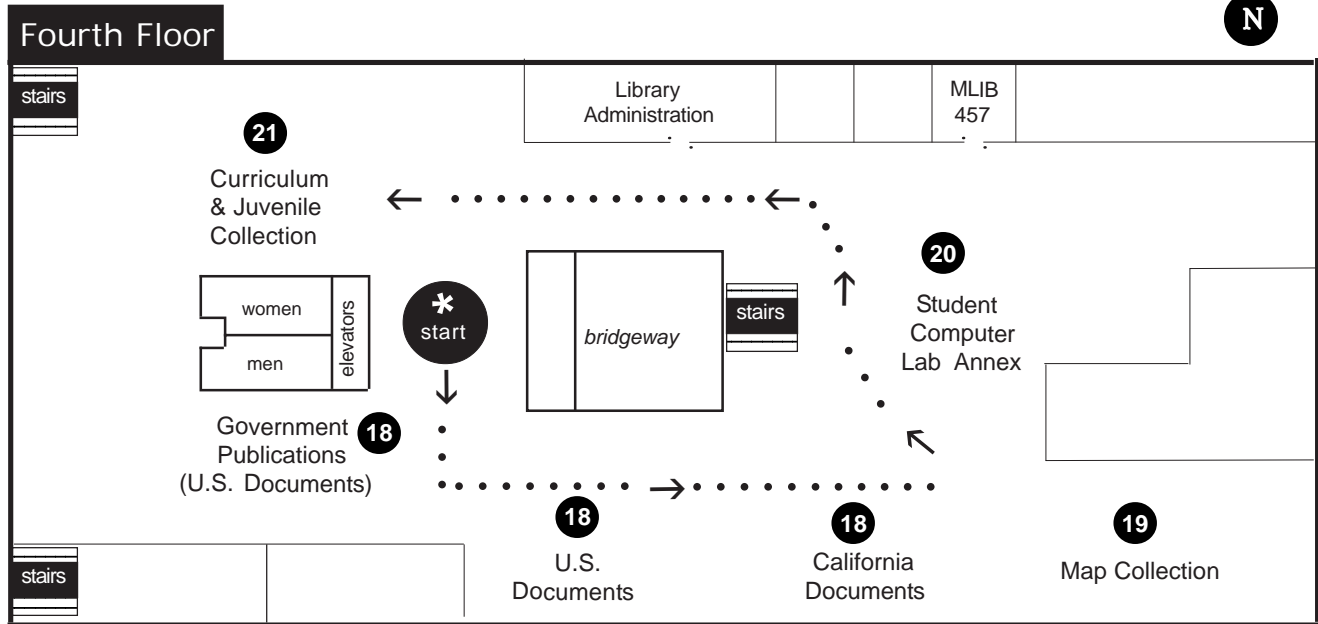 Fourth Floor
N
stairs
Library
Administration
MLIB
457
21
Curriculum
& Juvenile
Collection
20
Student
Computer
Lab Annex
women
men
elevators
*
start
bridgeway
stairs
Government
Publications
(U.S. Documents)
18
18
U.S.
Documents
18
California
Documents
19
Map Collection
stairs